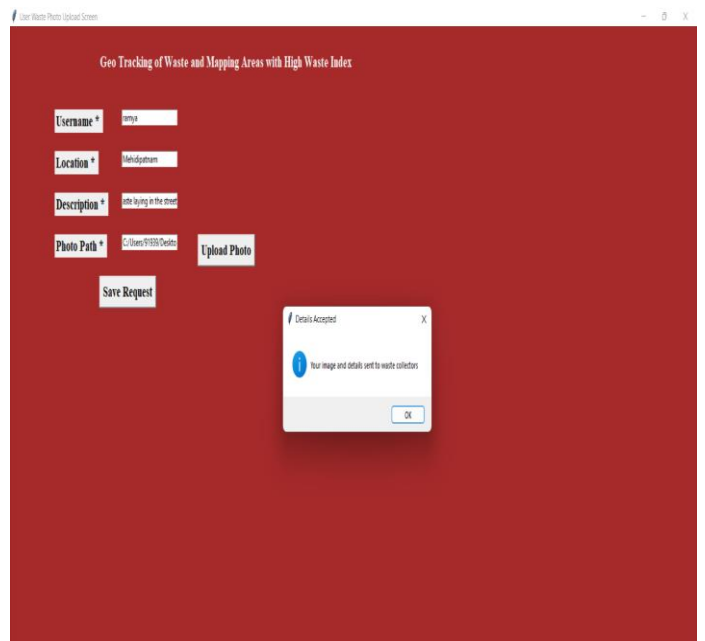 User Waste Photo Upload Screen
Geo Tracking of Waste and Mapping Areas with High Waste Index
Username * ramya
Location * Mehidipatnam
Description * aste laying in the street
Photo Path * C:/Users/91939/Deskto Upload Photo
Save Request
Details Accepted
Your image and details sent to waste collectors
OK